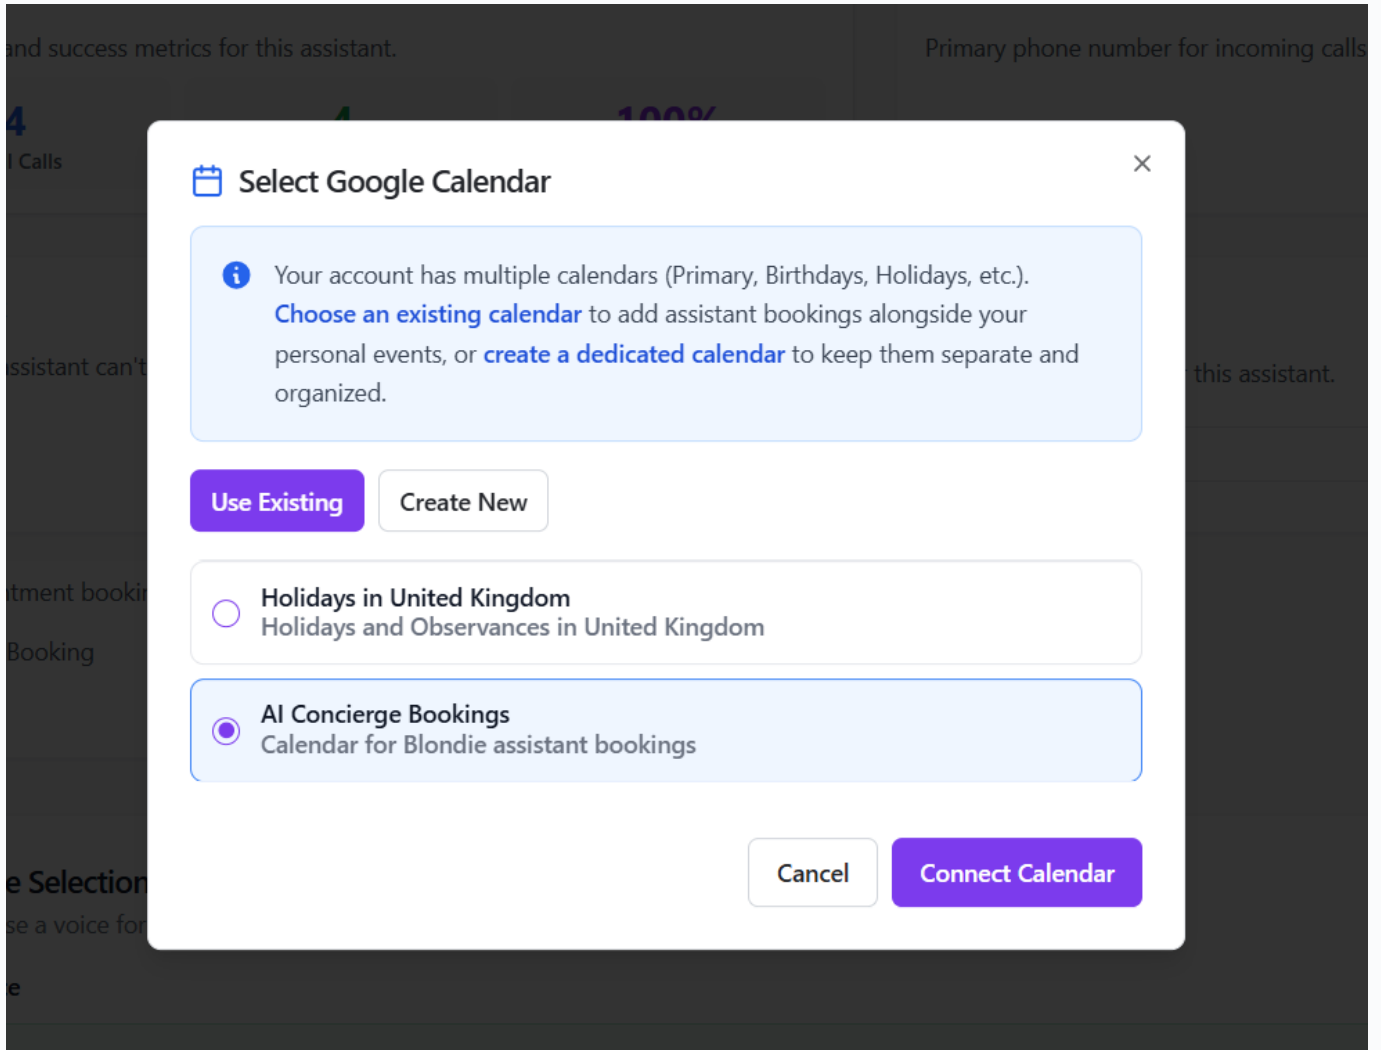 and success metrics for this assistant.
Primary phone number for incoming calls
4
4
100%
l Calls
Select Google Calendar
Your account has multiple calendars (Primary, Birthdays, Holidays, etc.).
Choose an existing calendar to add assistant bookings alongside your
personal events, or create a dedicated calendar to keep them separate and
organized.
assistant can't
this assistant.
Use Existing
Create New
Holidays in United Kingdom
Holidays and Observances in United Kingdom
Booking
AI Concierge Bookings
Calendar for Blondie assistant bookings
Cancel
Connect Calendar
e Selection
se a voice for